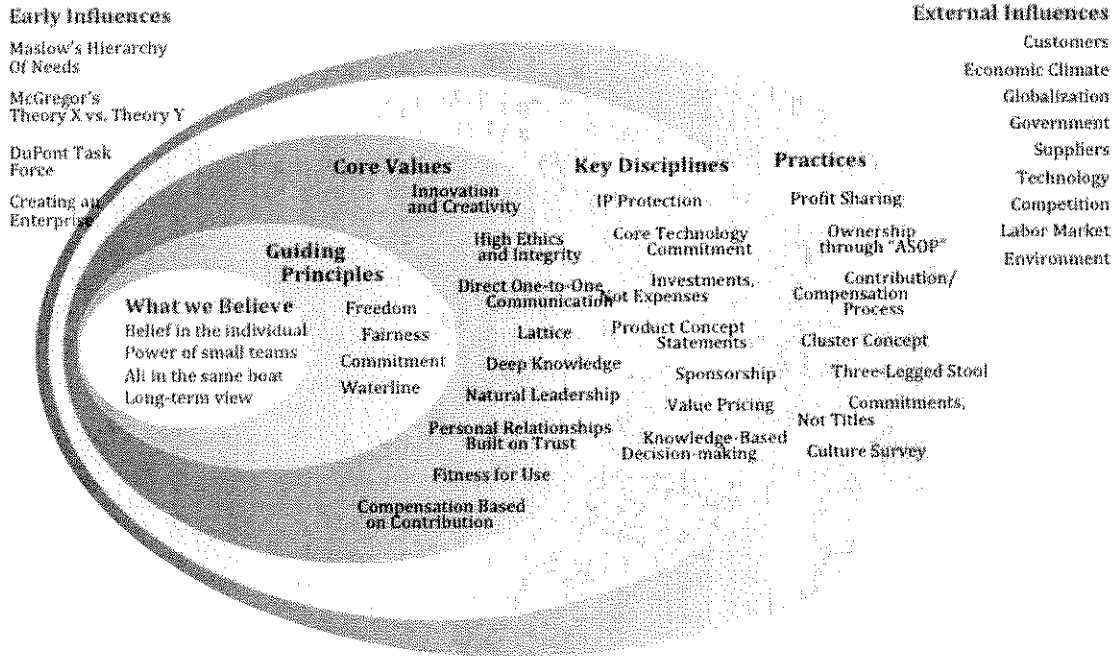 Early Influences
Maslow's Hierarchy
Of Needs
McGregor's
Theory X vs. Theory Y
DuPont Task
Force
Creating an
Enterprise
What we Believe
Belief in the individual
Power of small teams
All in the same boat
Long-term view
Guiding
Principles
Freedom
Fairness
Commitment
Waterline
Core Values
Innovation
and Creativity
High Ethics
and Integrity
Direct One-to-One
Communication
Lattice
Deep Knowledge
Natural Leadership
Personal Relationships
Built on Trust
Fitness for Use
Compensation Based
on Contribution
Key Disciplines
IP Protection
Core Technology
Commitment
Investments,
Not Expenses
Product Concept
Statements
Sponsorship
Value Pricing
Knowledge-Based
Decision-making
Practices
Profit Sharing
Ownership
through "ASOP"
Contribution/
Compensation
Process
Cluster Concept
Three-Legged Stool
Commitments,
Not Titles
Culture Survey
External Influences
Customers
Economic Climate
Globalization
Government
Suppliers
Technology
Competition
Labor Market
Environment